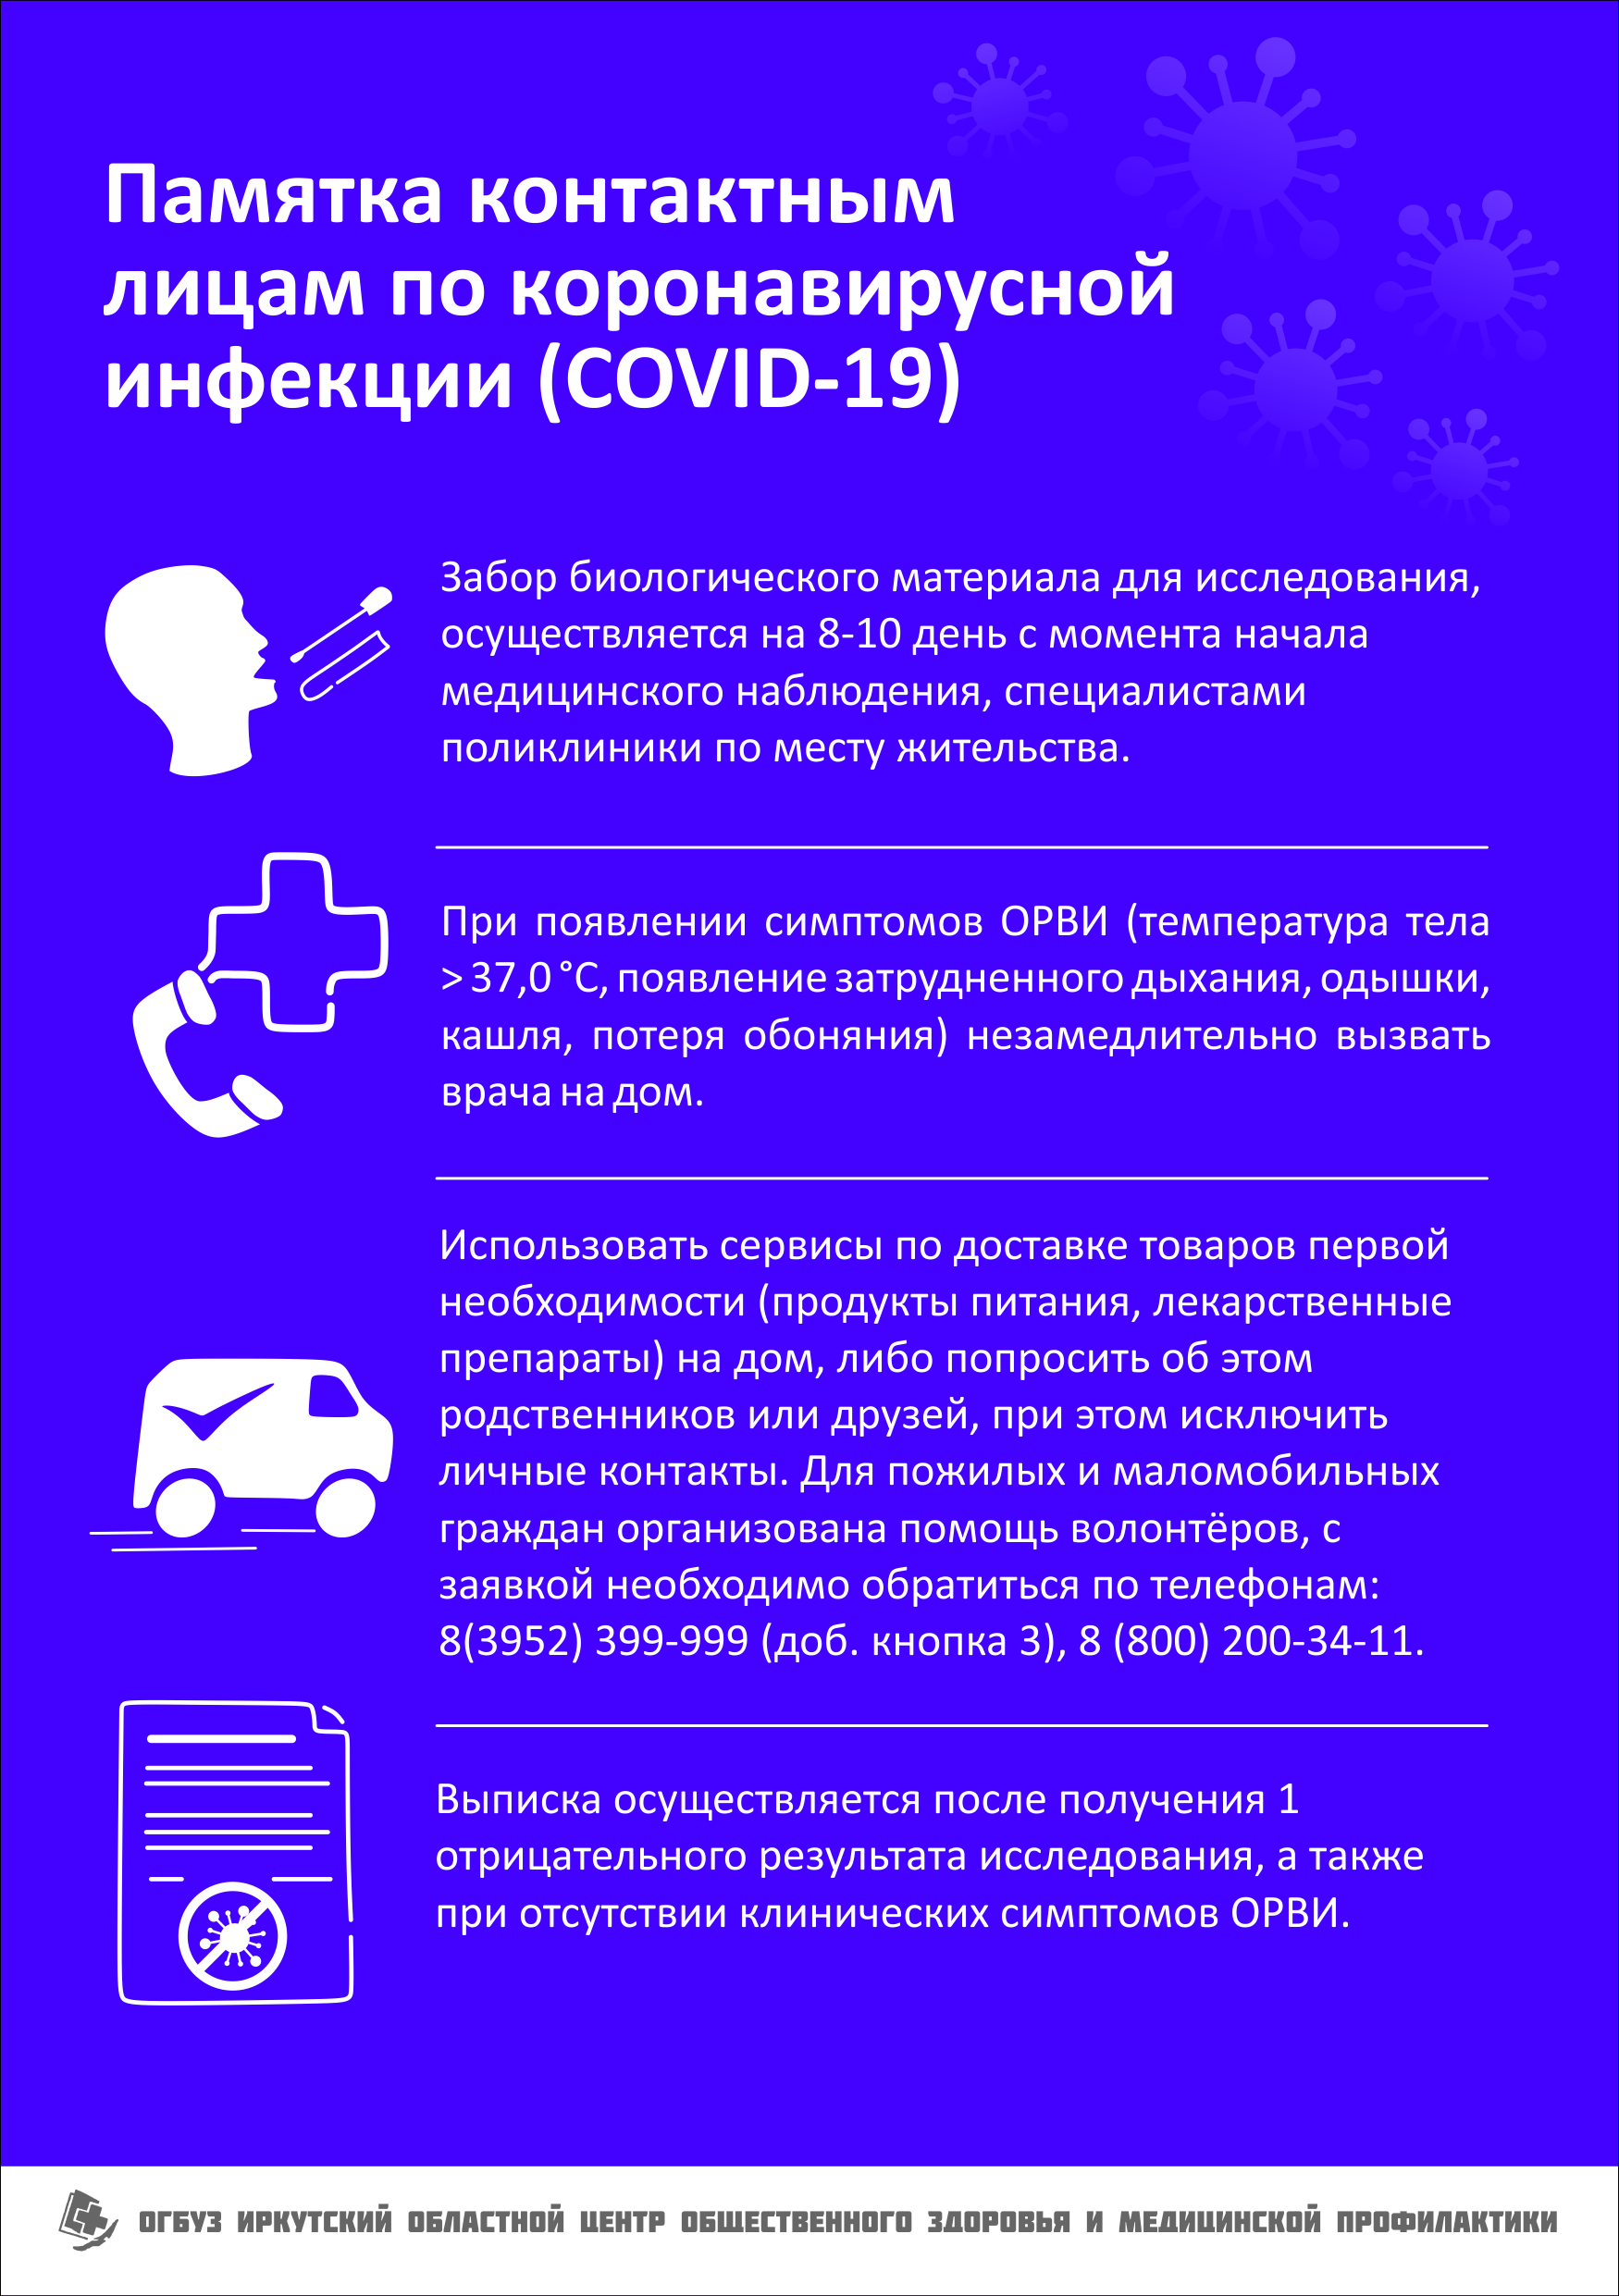 Памятка контактным
лицам по коронавирусной
инфекции (COVID-19)
Забор биологического материала для исследования,
осуществляется на 8-10 день с момента начала
медицинского наблюдения, специалистами
поликлиники по месту жительства.
При появлении симптомов ОРВИ (температура тела
> 37,0 °С, появление затрудненного дыхания, одышки,
кашля, потеря обоняния) незамедлительно вызвать
врача на дом.
Использовать сервисы по доставке товаров первой
необходимости (продукты питания, лекарственные
препараты) на дом, либо попросить об этом
родственников или друзей, при этом исключить
личные контакты. Для пожилых и маломобильных
граждан организована помощь волонтёров, с
заявкой необходимо обратиться по телефонам:
8(3952) 399-999 (доб. кнопка 3), 8 (800) 200-34-11.
Выписка осуществляется после получения 1
отрицательного результата исследования, а также
при отсутствии клинических симптомов ОРВИ.
ОГБУЗ ИРКУТСКИЙ ОБЛАСТНОЙ ЦЕНТР ОБЩЕСТВЕННОГО ЗДОРОВЬЯ И МЕДИЦИНСКОЙ ПРОФИЛАКТИКИ